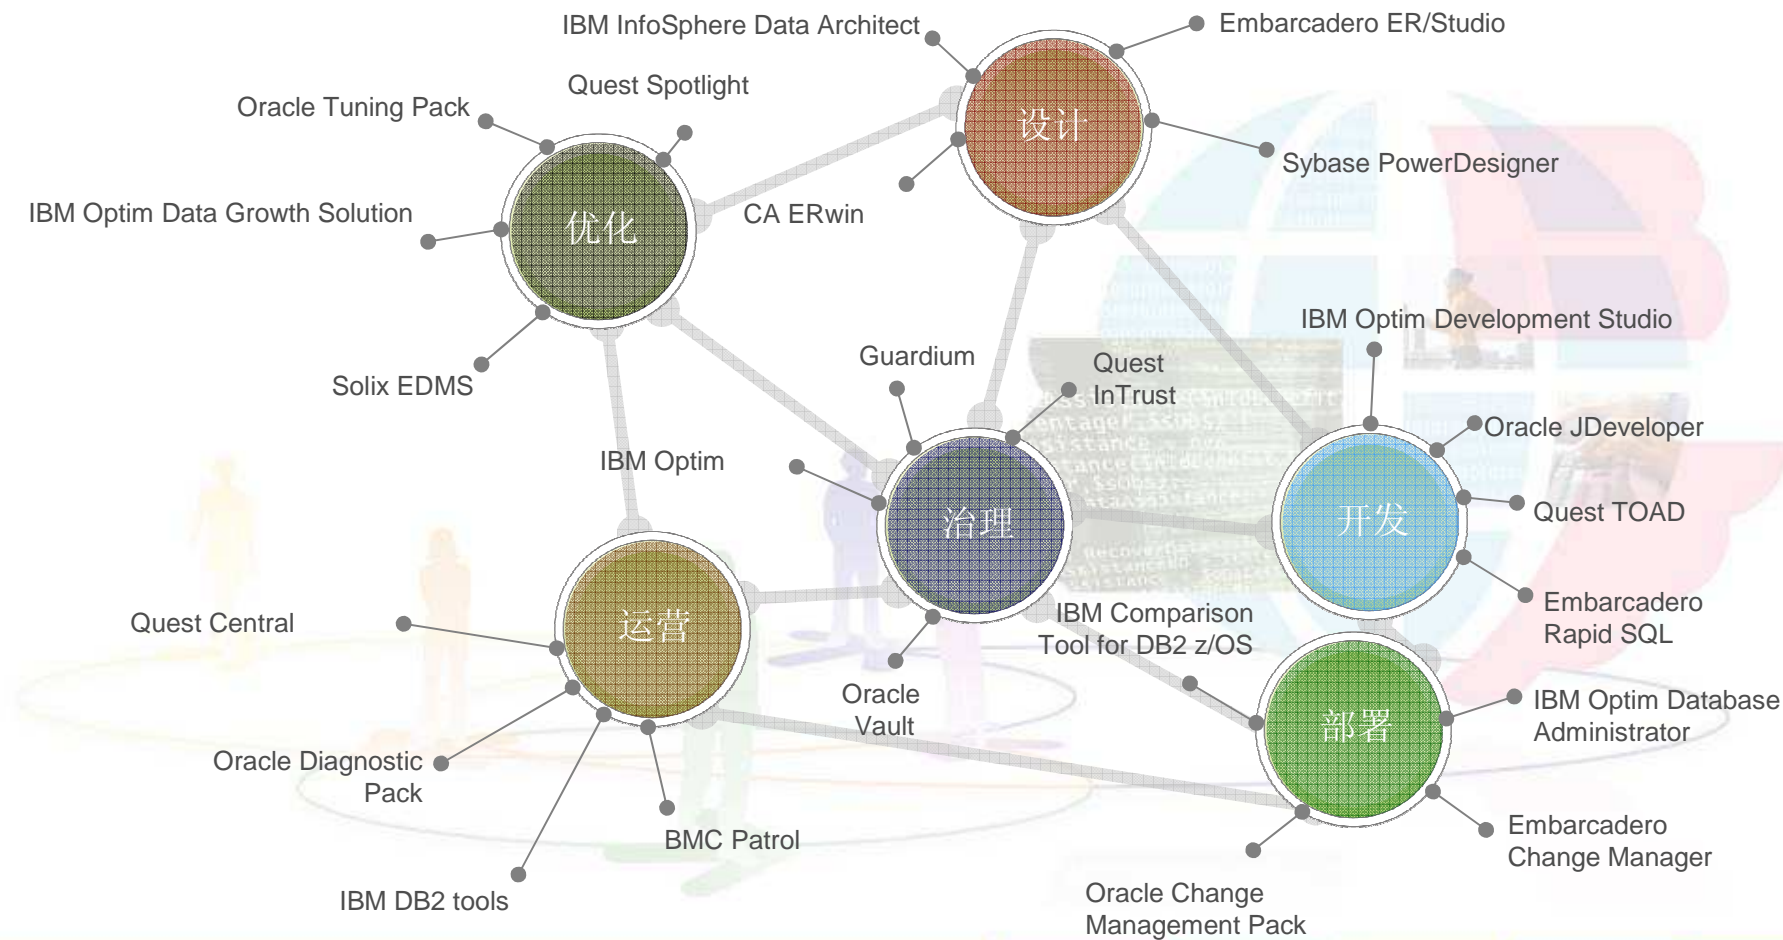 IBM InfoSphere Data Architect
Embarcadero ER/Studio
Quest Spotlight
Oracle Tuning Pack
设计
Sybase PowerDesigner
IBM Optim Data Growth Solution
CA ERwin
优化
IBM Optim Development Studio
Guardium
Quest
InTrust
Solix EDMS
Oracle JDeveloper
IBM Optim
Quest TOAD
治理
开发
Embarcadero
Rapid SQL
IBM Comparison
Tool for DB2 z/OS
Quest Central
运营
Oracle
Vault
IBM Optim Database
Administrator
部署
Oracle Diagnostic
Pack
BMC Patrol
Embarcadero
Change Manager
IBM DB2 tools
Oracle Change
Management Pack